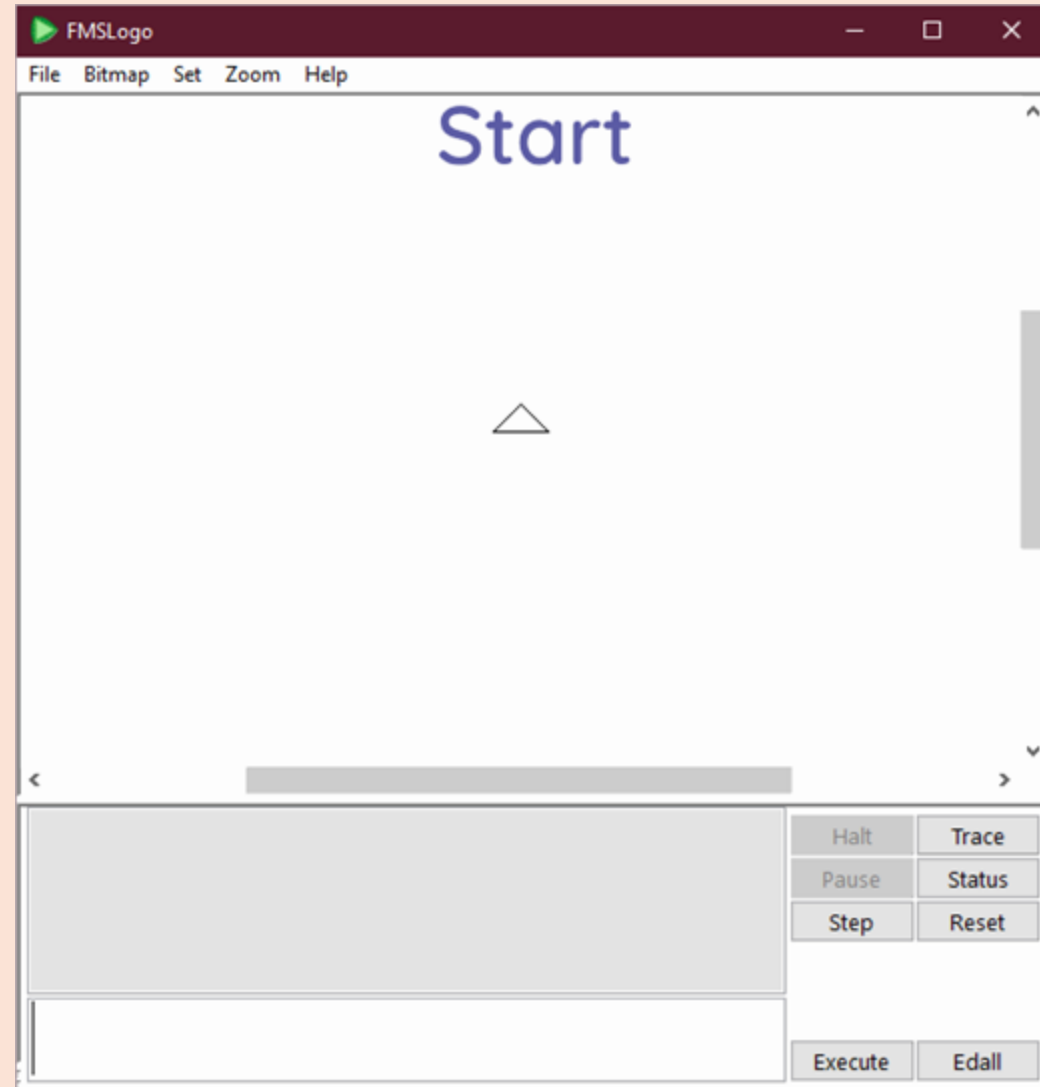 FMSLogo
File Bitmap Set Zoom Help
Start
Halt Trace
Pause Status
Step Reset
Execute Edall